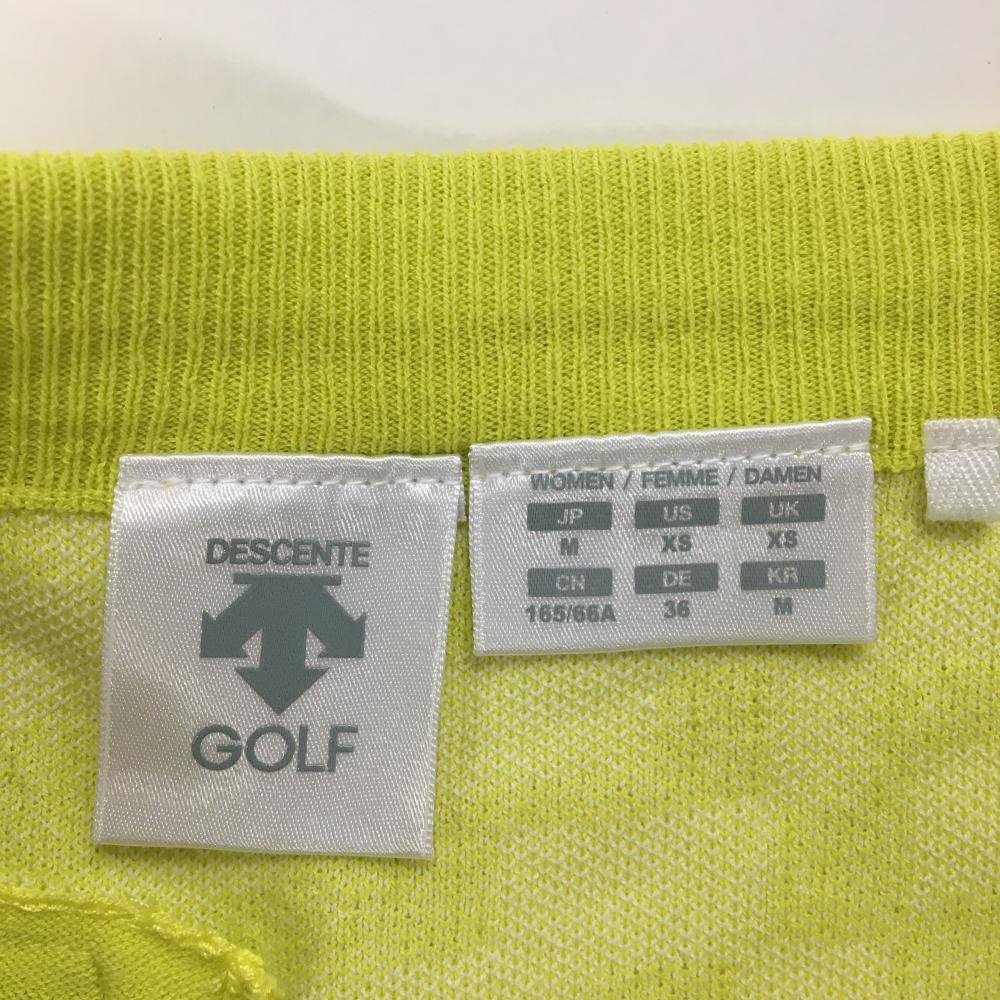 DESCENTE
GOLF
WOMEN / FEMME / DAMEN
JP US UK
M XS XS
CN DE KR
165/66A 36 M